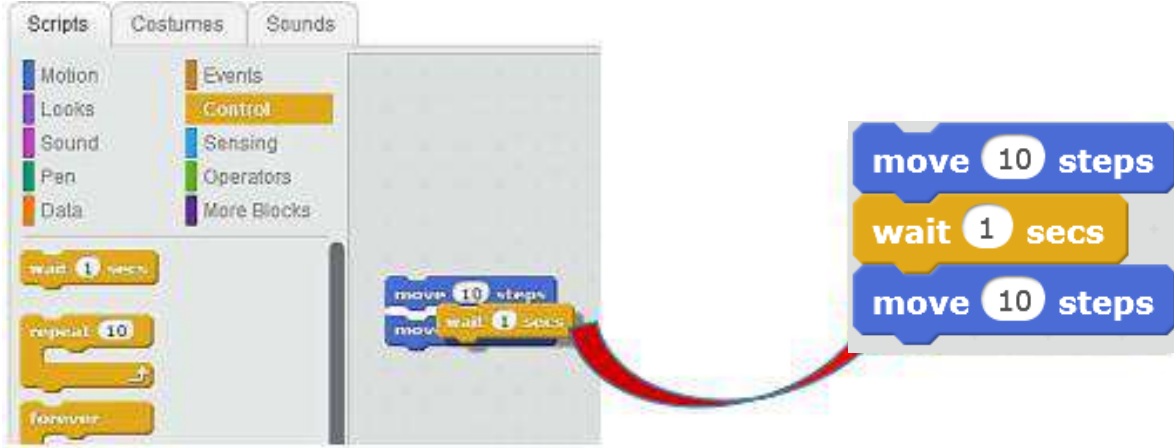 Scripts Costumes Sounds
Motion Events
Looks Control
Sound Sensing
Pen Operators
Data More Blocks
wait 1 secs
repeat 10
forever
move 10 steps
move wait 1 secs
move 10 steps
wait 1 secs
move 10 steps